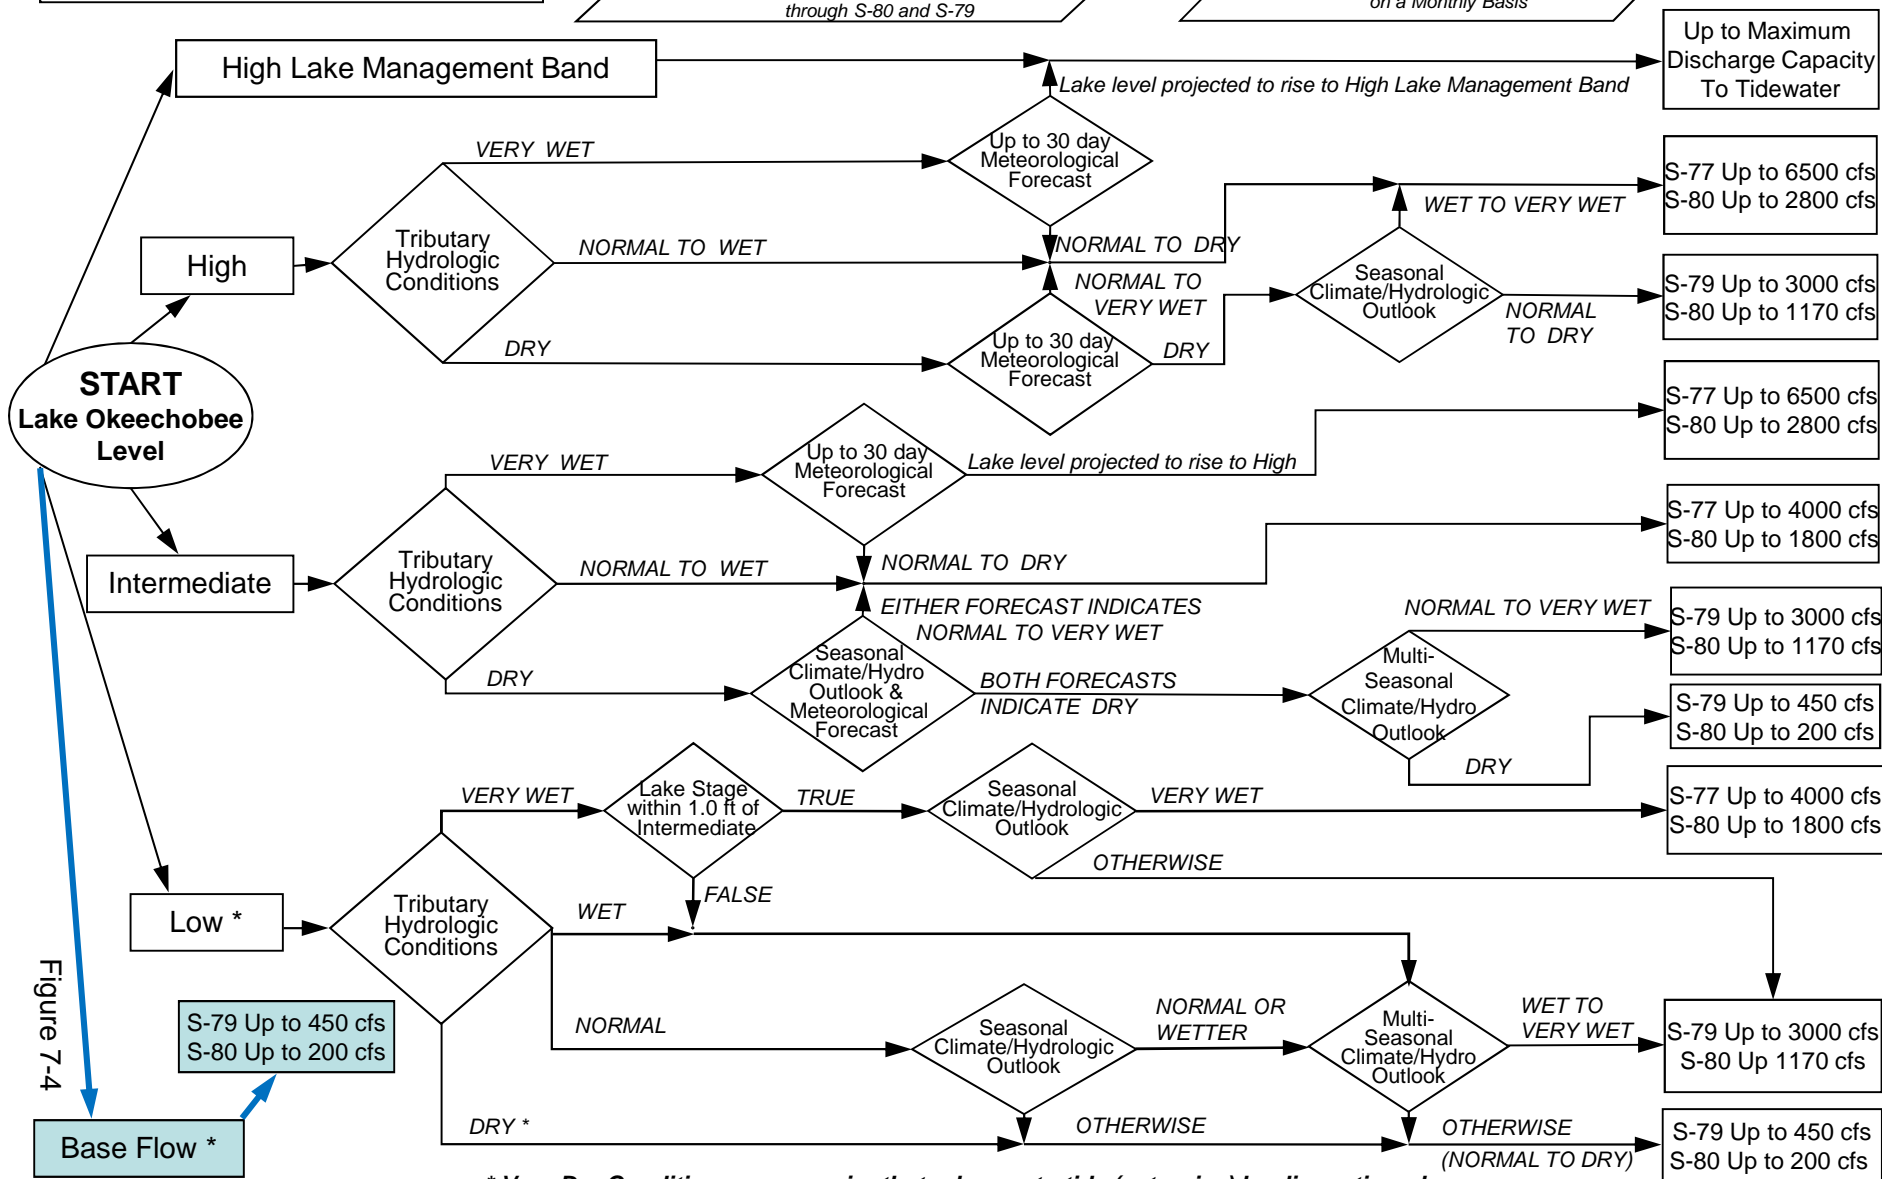 through S-80 and S-79
on a Monthly Basis
High Lake Management Band
Lake level projected to rise to High Lake Management Band
Up to Maximum
Discharge Capacity
To Tidewater
VERY WET
Up to 30 day
Meteorological
Forecast
S-77 Up to 6500 cfs
S-80 Up to 2800 cfs
WET TO VERY WET
High
Tributary
Hydrologic
Conditions
NORMAL TO WET
NORMAL TO DRY
NORMAL TO
VERY WET
Seasonal
Climate/Hydrologic
Outlook
NORMAL
TO DRY
S-79 Up to 3000 cfs
S-80 Up to 1170 cfs
DRY
Up to 30 day
Meteorological
Forecast
DRY
START
Lake Okeechobee
Level
S-77 Up to 6500 cfs
S-80 Up to 2800 cfs
VERY WET
Up to 30 day
Meteorological
Forecast
Lake level projected to rise to High
S-77 Up to 4000 cfs
S-80 Up to 1800 cfs
Intermediate
Tributary
Hydrologic
Conditions
NORMAL TO WET
NORMAL TO DRY
EITHER FORECAST INDICATES
NORMAL TO VERY WET
NORMAL TO VERY WET
S-79 Up to 3000 cfs
S-80 Up to 1170 cfs
DRY
Seasonal
Climate/Hydro
Outlook &
Meteorological
Forecast
BOTH FORECASTS
INDICATE DRY
Multi-
Seasonal
Climate/Hydro
Outlook
S-79 Up to 450 cfs
S-80 Up to 200 cfs
DRY
VERY WET
Lake Stage
within 1.0 ft of
Intermediate
TRUE
Seasonal
Climate/Hydrologic
Outlook
VERY WET
S-77 Up to 4000 cfs
S-80 Up to 1800 cfs
OTHERWISE
FALSE
Low *
Tributary
Hydrologic
Conditions
WET
NORMAL
Seasonal
Climate/Hydrologic
Outlook
NORMAL OR
WETTER
Multi-
Seasonal
Climate/Hydro
Outlook
WET TO
VERY WET
S-79 Up to 3000 cfs
S-80 Up 1170 cfs
Figure 7-4
S-79 Up to 450 cfs
S-80 Up to 200 cfs
Base Flow *
DRY *
OTHERWISE
OTHERWISE
(NORMAL TO DRY)
S-79 Up to 450 cfs
S-80 Up to 200 cfs